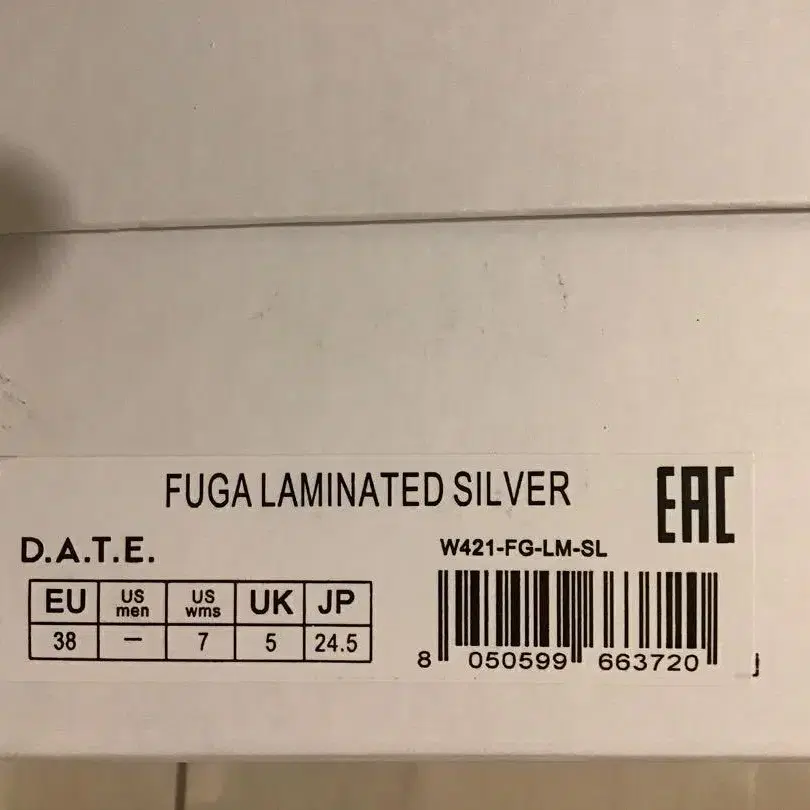 FUGA LAMINATED SILVER
EAC
D.A.T.E.
W421-FG-LM-SL
EU US men US wms UK JP
38 – 7 5 24.5
8 050599 663720